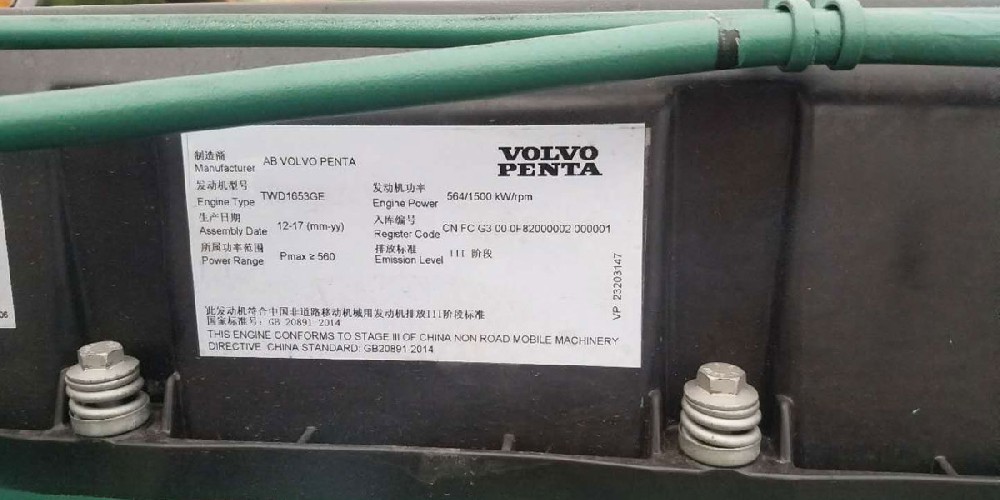 制造商
Manufacturer AB VOLVO PENTA
VOLVO
PENTA
发动机型号
Engine Type TWD1653GE
发动机功率
Engine Power 564/1500 kW/rpm
生产日期
Assembly Date 12-17 (mm-yy)
入库编号
Register Code CN FC G3 00 0F82000002 000001
所属功率范围
Power Range Pmax ≥ 560
排放标准
Emission Level III 阶段
VP 23203147
此发动机符合中国非道路移动机械用发动机排放III阶段标准
国家标准号: GB 20891-2014
THIS ENGINE CONFORMS TO STAGE III OF CHINA NON ROAD MOBILE MACHINERY
DIRECTIVE, CHINA STANDARD: GB20891-2014
06